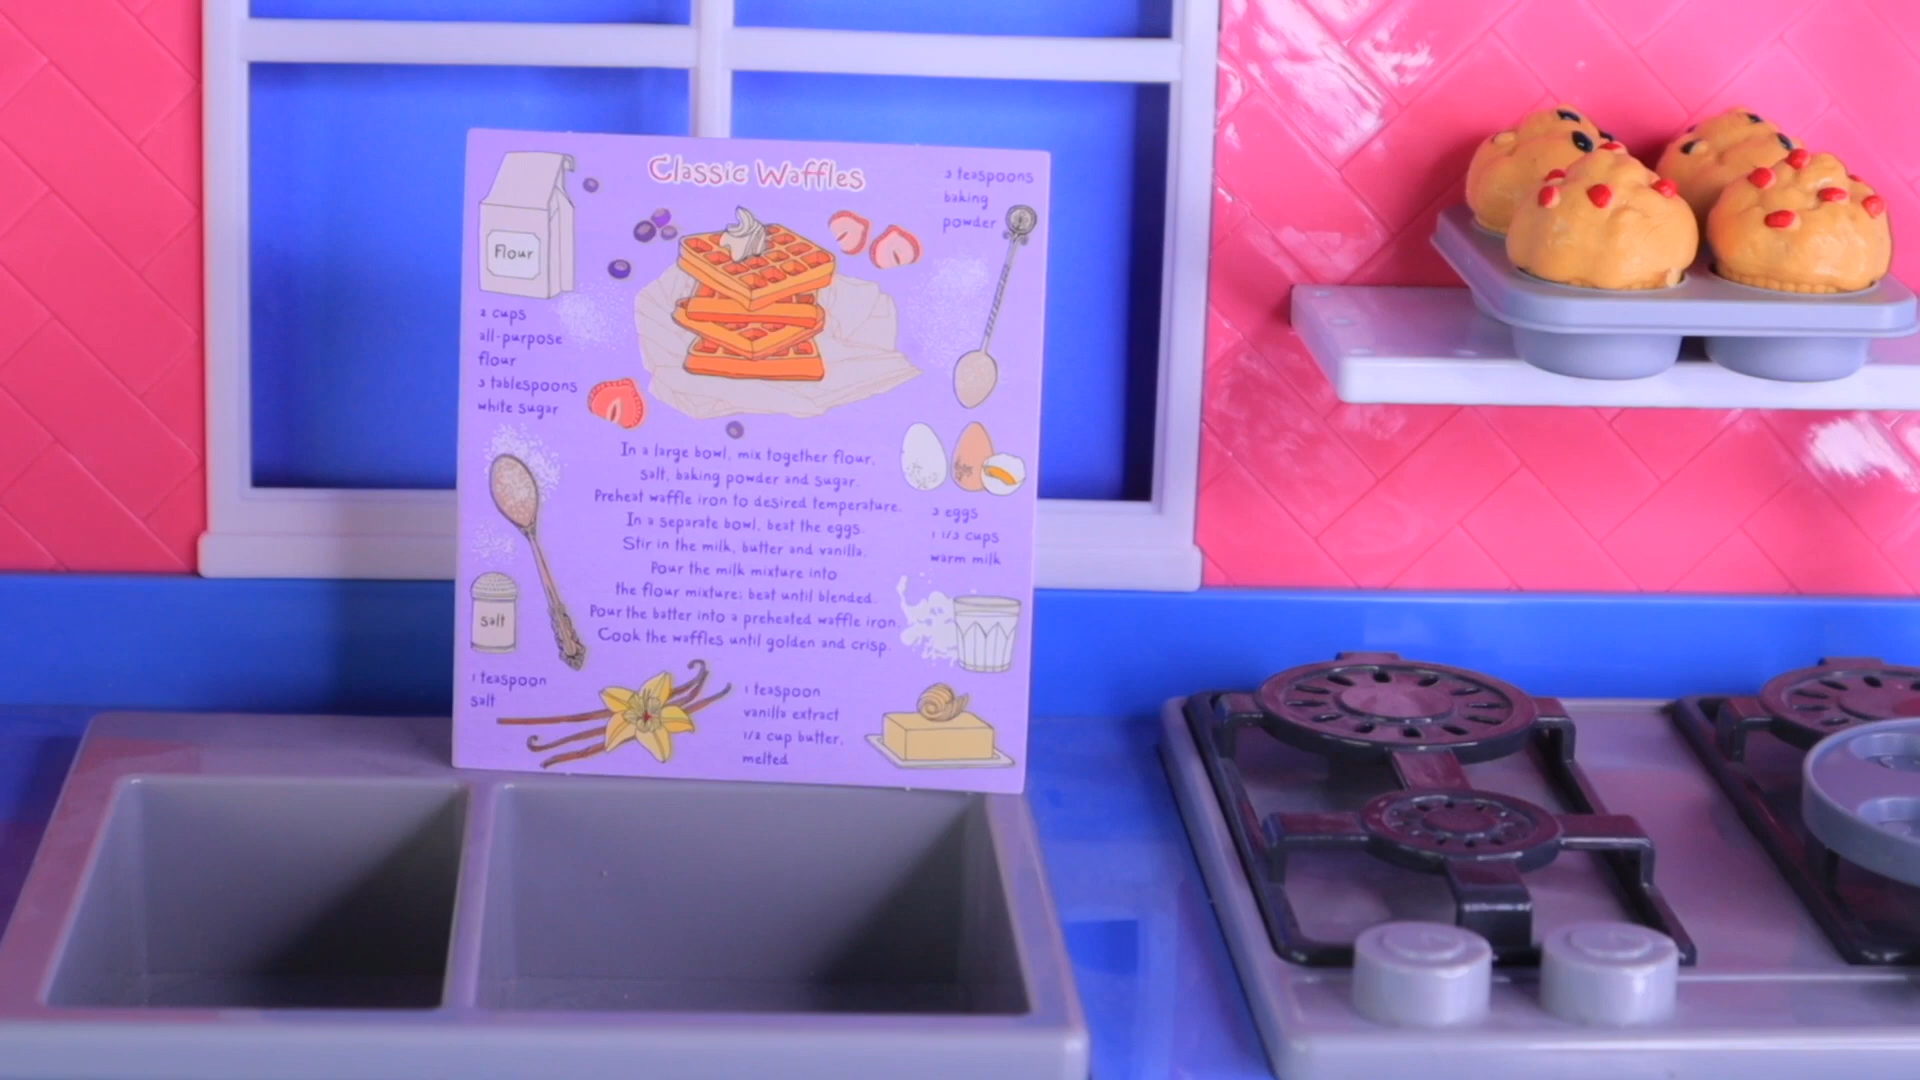 Classic Waffles
Flour
2 cups
all-purpose
flour
3 tablespoons
white sugar
3 teaspoons
baking
powder
In a large bowl, mix together flour,
salt, baking powder and sugar.
Preheat waffle iron to desired temperature.
In a separate bowl, beat the eggs.
Stir in the milk, butter and vanilla.
Pour the milk mixture into
the flour mixture; beat until blended.
Pour the batter into a preheated waffle iron.
Cook the waffles until golden and crisp.
eggs
1 1/2 cups
warm milk
salt
1 teaspoon
salt
1 teaspoon
vanilla extract
1/2 cup butter,
melted